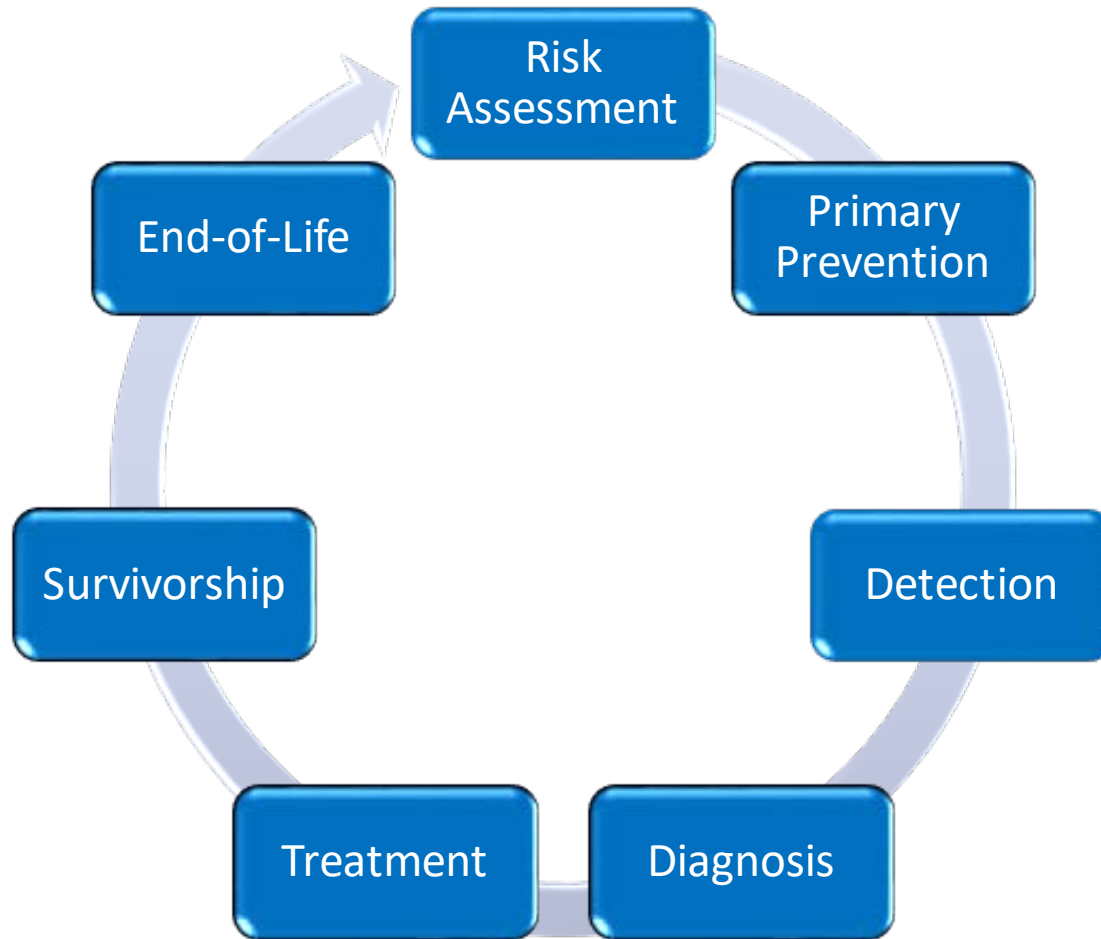 Risk
Assessment
Primary
Prevention
Detection
Diagnosis
Treatment
Survivorship
End-of-Life